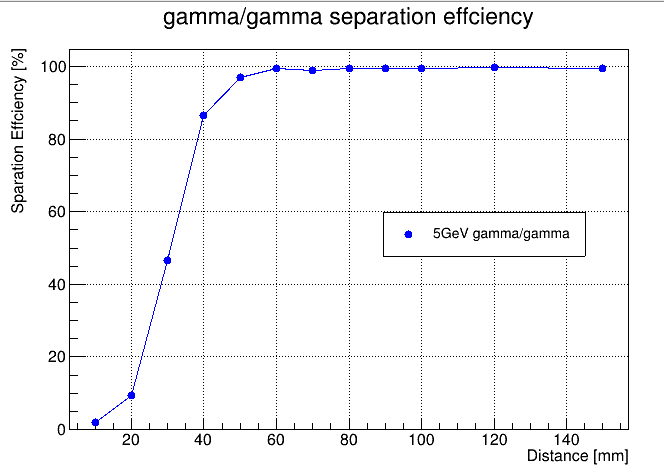 gamma/gamma separation effciency
Sparation Effciency [%]
100
80
60
40
20
0
5GeV gamma/gamma
20 40 60 80 100 120 140
Distance [mm]